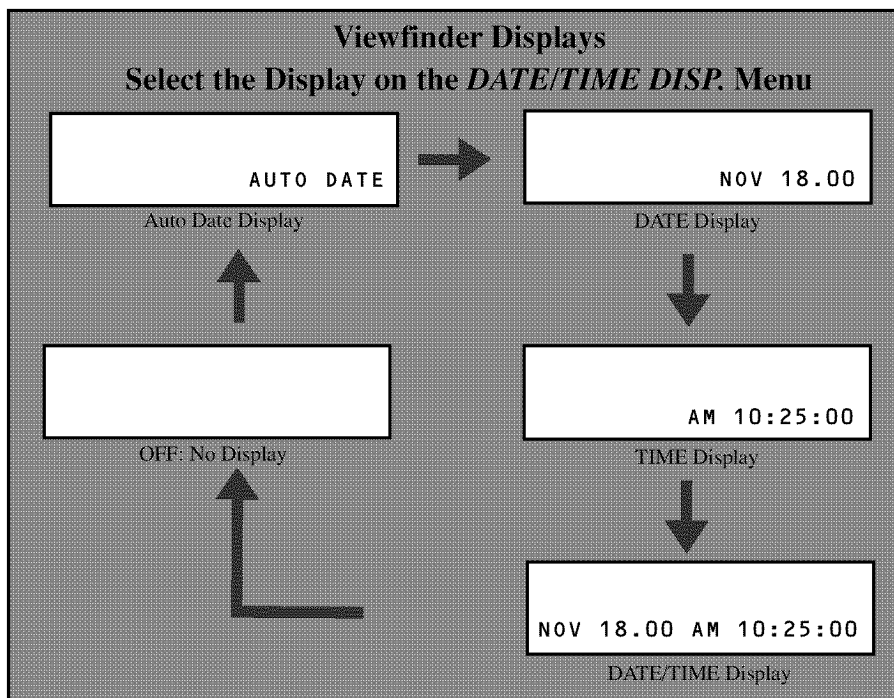 Viewfinder Displays
Select the Display on the DATE/TIME DISP. Menu
AUTO DATE
Auto Date Display
NOV 18.00
DATE Display
OFF: No Display
AM 10:25:00
TIME Display
NOV 18.00 AM 10:25:00
DATE/TIME Display